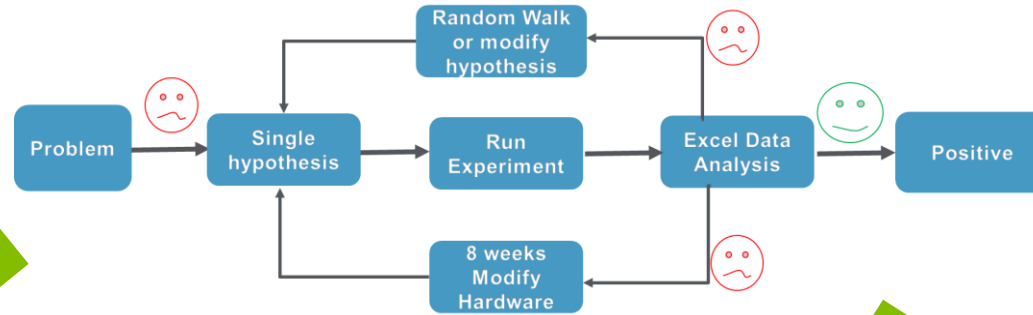 Random Walk
or modify
hypothesis
Problem
Single
hypothesis
Run
Experiment
Excel Data
Analysis
Positive
8 weeks
Modify
Hardware